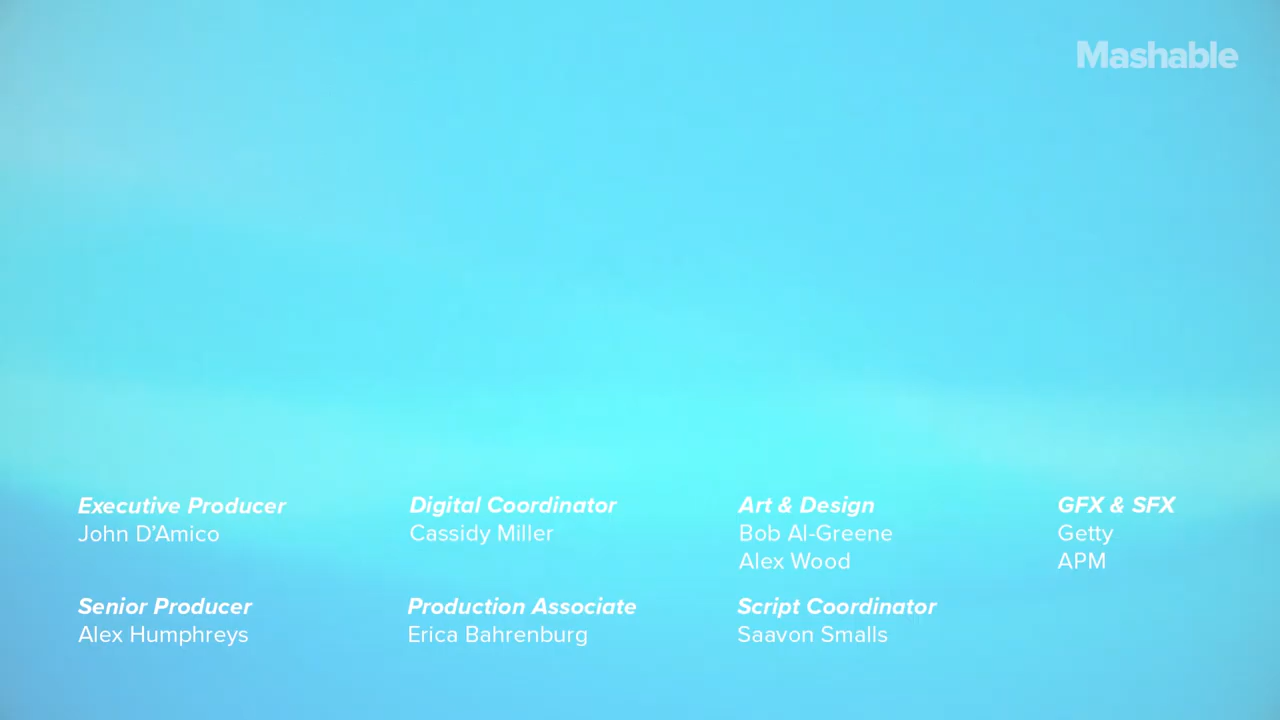 Mashable
Executive Producer
John D’Amico
Digital Coordinator
Cassidy Miller
Art & Design
Bob Al-Greene
Alex Wood
GFX & SFX
Getty
APM
Senior Producer
Alex Humphreys
Production Associate
Erica Bahrenburg
Script Coordinator
Saavon Smalls